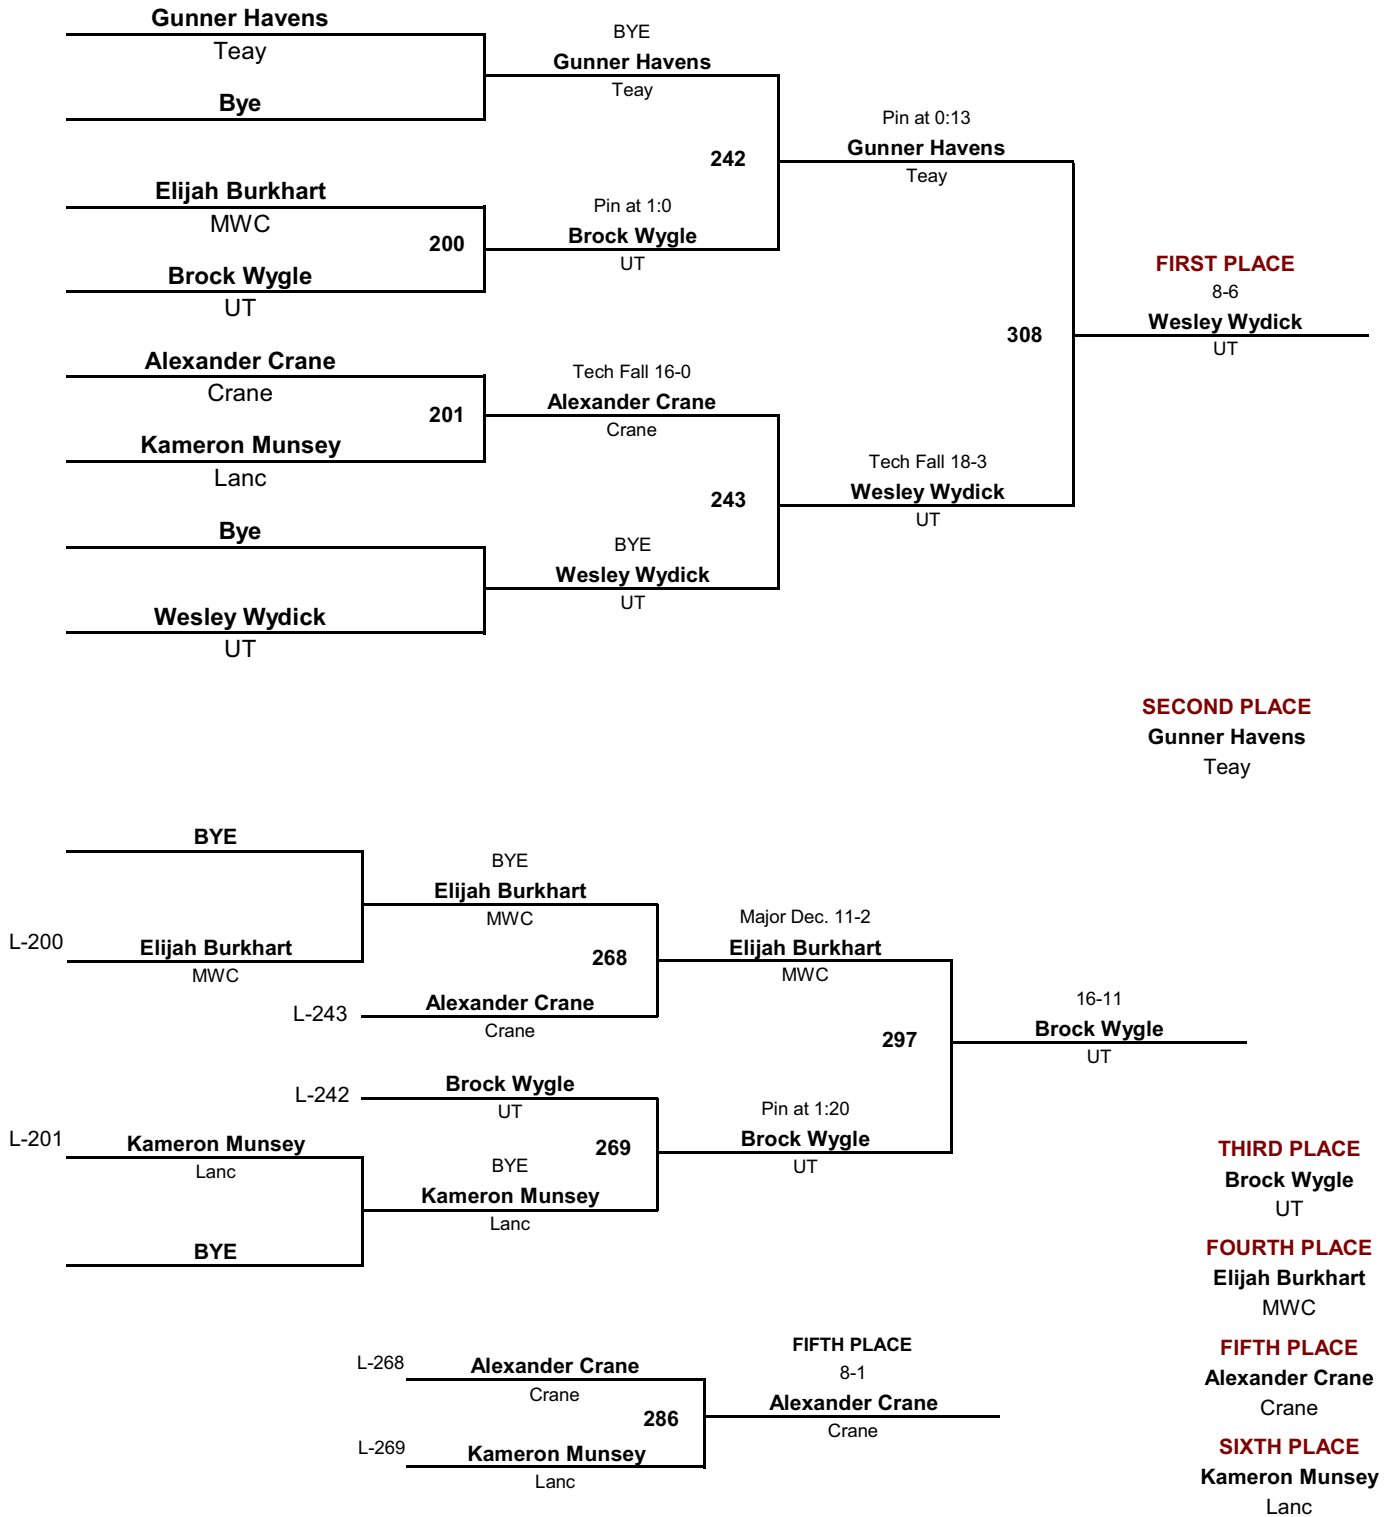 Gunner Havens
Teay
Bye
BYE
Gunner Havens
Teay
242
Pin at 0:13
Gunner Havens
Teay
Elijah Burkhart
MWC
200
Brock Wygle
UT
Pin at 1:0
Brock Wygle
UT
FIRST PLACE
8-6
Wesley Wydick
UT
308
Alexander Crane
Crane
201
Kameron Munsey
Lanc
Tech Fall 16-0
Alexander Crane
Crane
243
Tech Fall 18-3
Wesley Wydick
UT
Bye
Wesley Wydick
UT
BYE
Wesley Wydick
UT
SECOND PLACE
Gunner Havens
Teay
BYE
L-200
Elijah Burkhart
MWC
BYE
Elijah Burkhart
MWC
268
L-243
Alexander Crane
Crane
Major Dec. 11-2
Elijah Burkhart
MWC
297
16-11
Brock Wygle
UT
L-242
Brock Wygle
UT
L-201
Kameron Munsey
Lanc
269
BYE
Kameron Munsey
Lanc
BYE
Pin at 1:20
Brock Wygle
UT
THIRD PLACE
Brock Wygle
UT
FOURTH PLACE
Elijah Burkhart
MWC
L-268
Alexander Crane
Crane
286
L-269
Kameron Munsey
Lanc
FIFTH PLACE
8-1
Alexander Crane
Crane
FIFTH PLACE
Alexander Crane
Crane
SIXTH PLACE
Kameron Munsey
Lanc